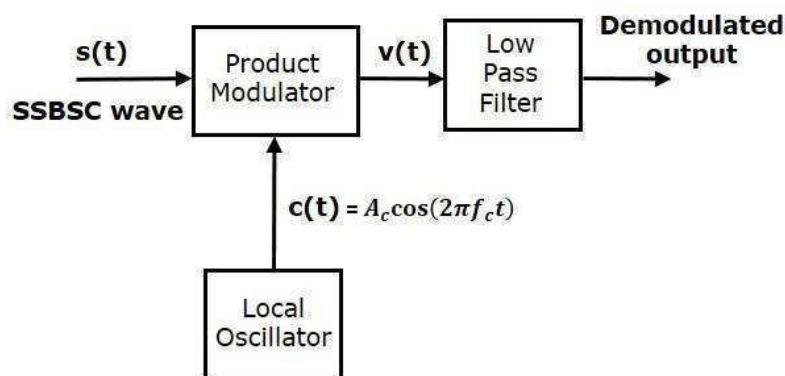 s(t)
SSBSC wave
Product
Modulator
v(t)
Low
Pass
Filter
Demodulated
output
c(t) = A_c cos(2πf_c t)
Local
Oscillator